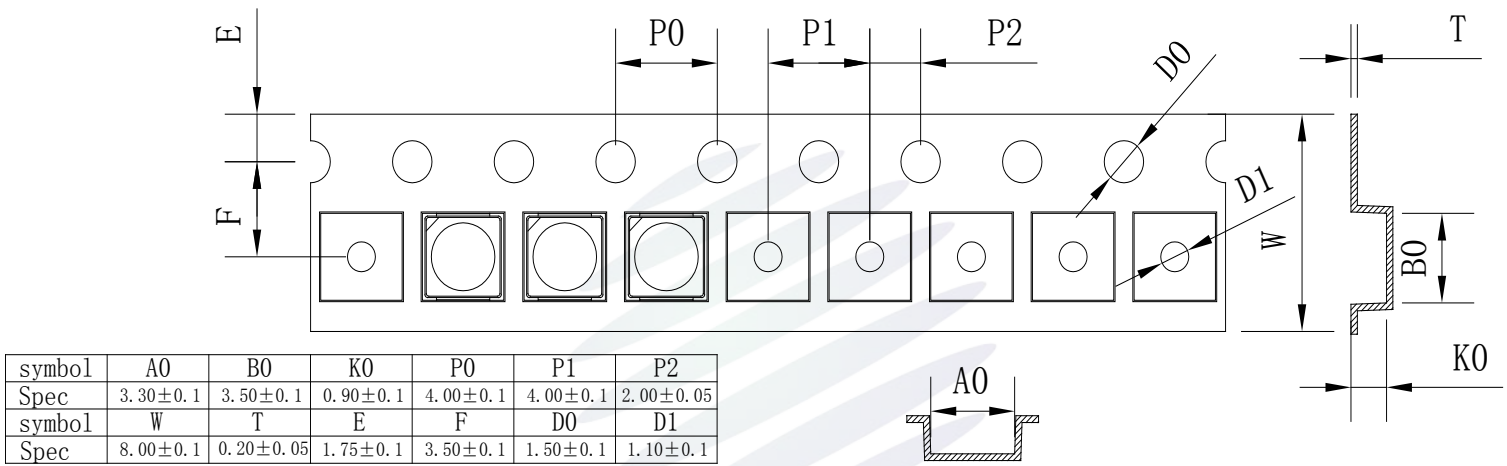 E
P0
P1
P2
D0
T
F
D1
W
B0
K0
A0
symbol A0 B0 K0 P0 P1 P2
Spec 3.30±0.1 3.50±0.1 0.90±0.1 4.00±0.1 4.00±0.1 2.00±0.05
symbol W T E F D0 D1
Spec 8.00±0.1 0.20±0.05 1.75±0.1 3.50±0.1 1.50±0.1 1.10±0.1